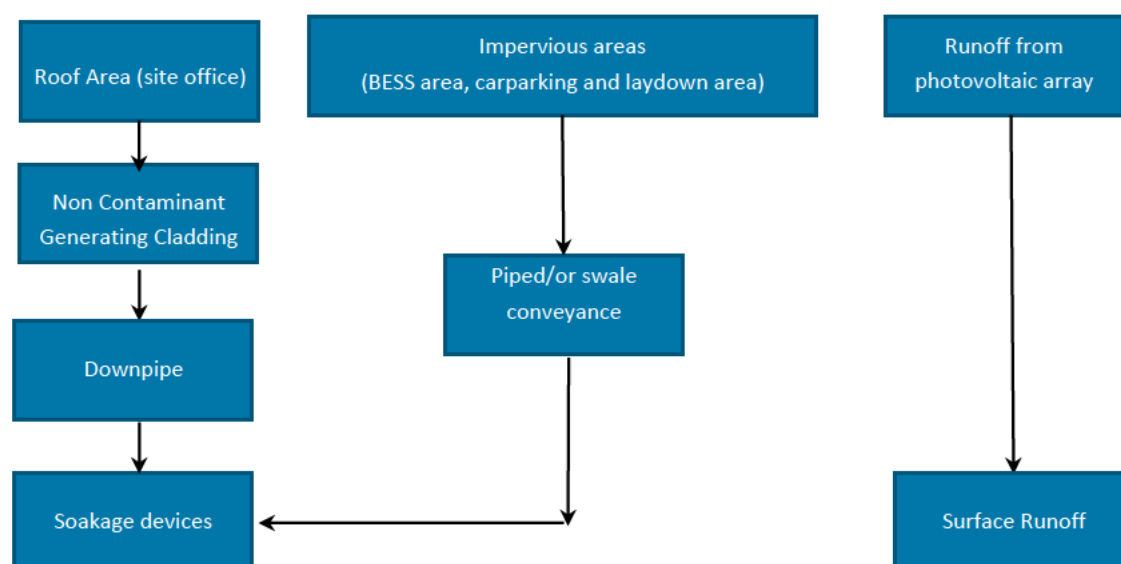 Roof Area (site office)
Impervious areas
(BESS area, carparking and laydown area)
Runoff from
photovoltaic array
Non Contaminant
Generating Cladding
Piped/or swale
conveyance
Downpipe
Soakage devices
Surface Runoff